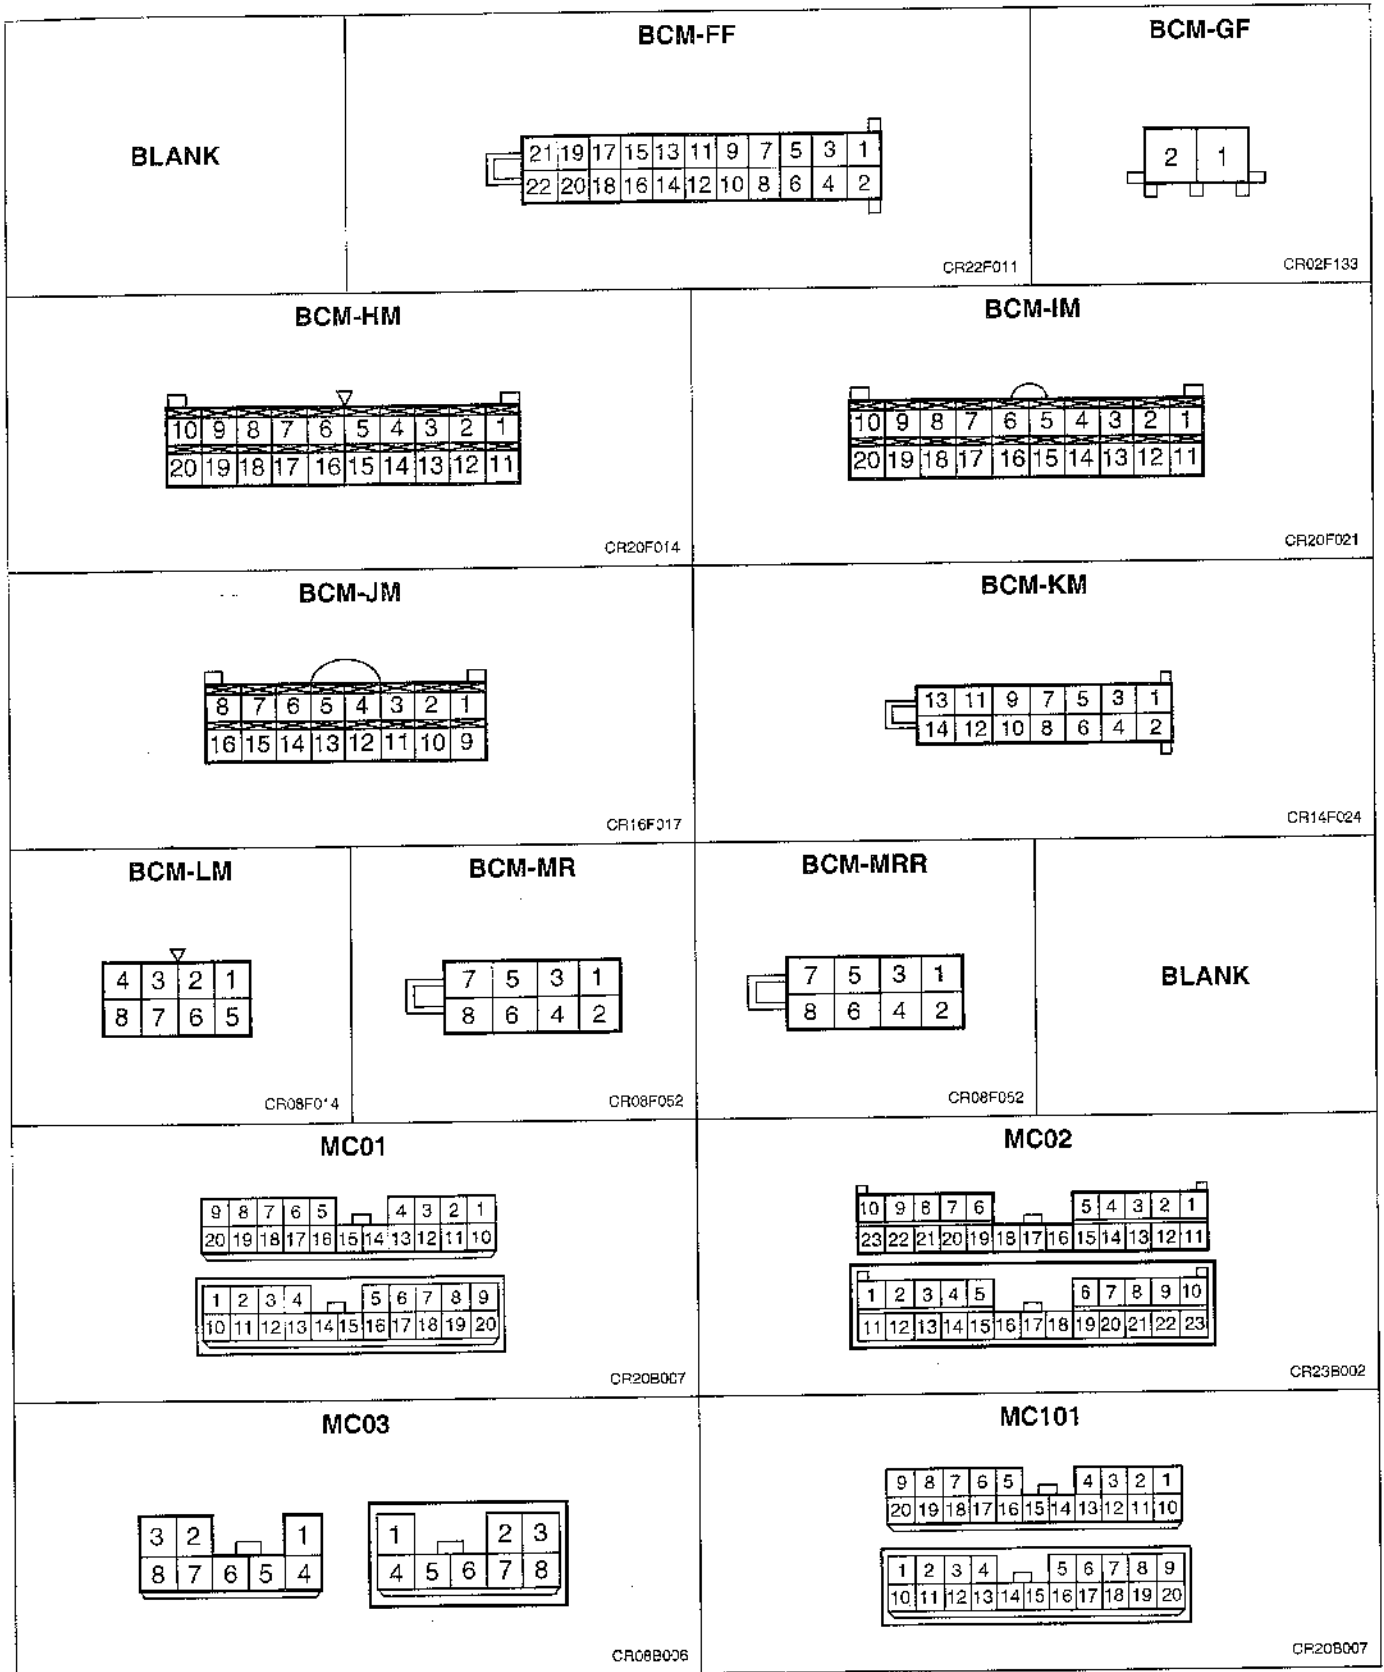 BLANK
BCM-FF
21 19 17 15 13 11 9 7 5 3 1
22 20 18 16 14 12 10 8 6 4 2
CR22F011
BCM-GF
2 1
CR02F133
BCM-HM
10 9 8 7 6 5 4 3 2 1
20 19 18 17 16 15 14 13 12 11
CR20F014
BCM-IM
10 9 8 7 6 5 4 3 2 1
20 19 18 17 16 15 14 13 12 11
CR20F021
BCM-JM
8 7 6 5 4 3 2 1
16 15 14 13 12 11 10 9
CR16F017
BCM-KM
13 11 9 7 5 3 1
14 12 10 8 6 4 2
CR14F024
BCM-LM
4 3 2 1
8 7 6 5
CR08F014
BCM-MR
7 5 3 1
8 6 4 2
CR08F052
BCM-MRR
7 5 3 1
8 6 4 2
CR08F052
BLANK
MC01
9 8 7 6 5 4 3 2 1
20 19 18 17 16 15 14 13 12 11 10
1 2 3 4 5 6 7 8 9
10 11 12 13 14 15 16 17 18 19 20
CR20B007
MC02
10 9 8 7 6 5 4 3 2 1
23 22 21 20 19 18 17 16 15 14 13 12 11
1 2 3 4 5 6 7 8 9 10
11 12 13 14 15 16 17 18 19 20 21 22 23
CR23B002
MC03
3 2 1
8 7 6 5 4
1 2 3
4 5 6 7 8
CR08B006
MC101
9 8 7 6 5 4 3 2 1
20 19 18 17 16 15 14 13 12 11 10
1 2 3 4 5 6 7 8 9
10 11 12 13 14 15 16 17 18 19 20
CR20B007